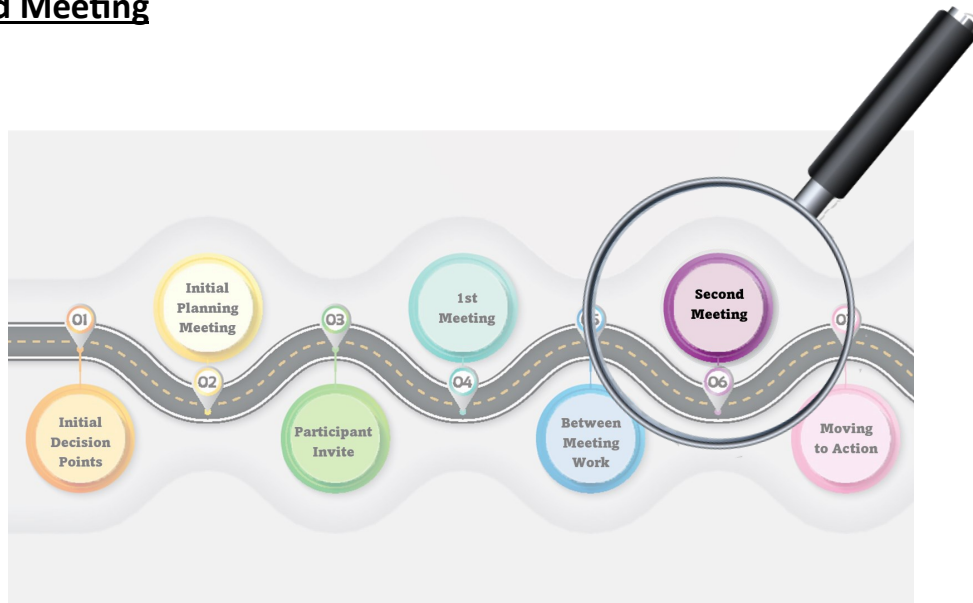 d Meeting
01
Initial
Decision
Points
02
Initial
Planning
Meeting
03
Participant
Invite
04
1st
Meeting
Between
Meeting
Work
06
Second
Meeting
Moving
to Action